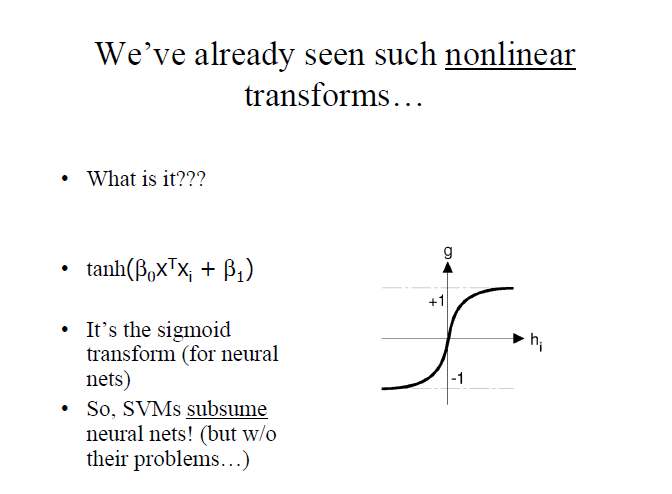 We've already seen such nonlinear
transforms…
• What is it???
• tanh(β₀xᵀxᵢ + β₁)
g
+1
hᵢ
-1
• It's the sigmoid
transform (for neural
nets)
• So, SVMs subsume
neural nets! (but w/o
their problems…)